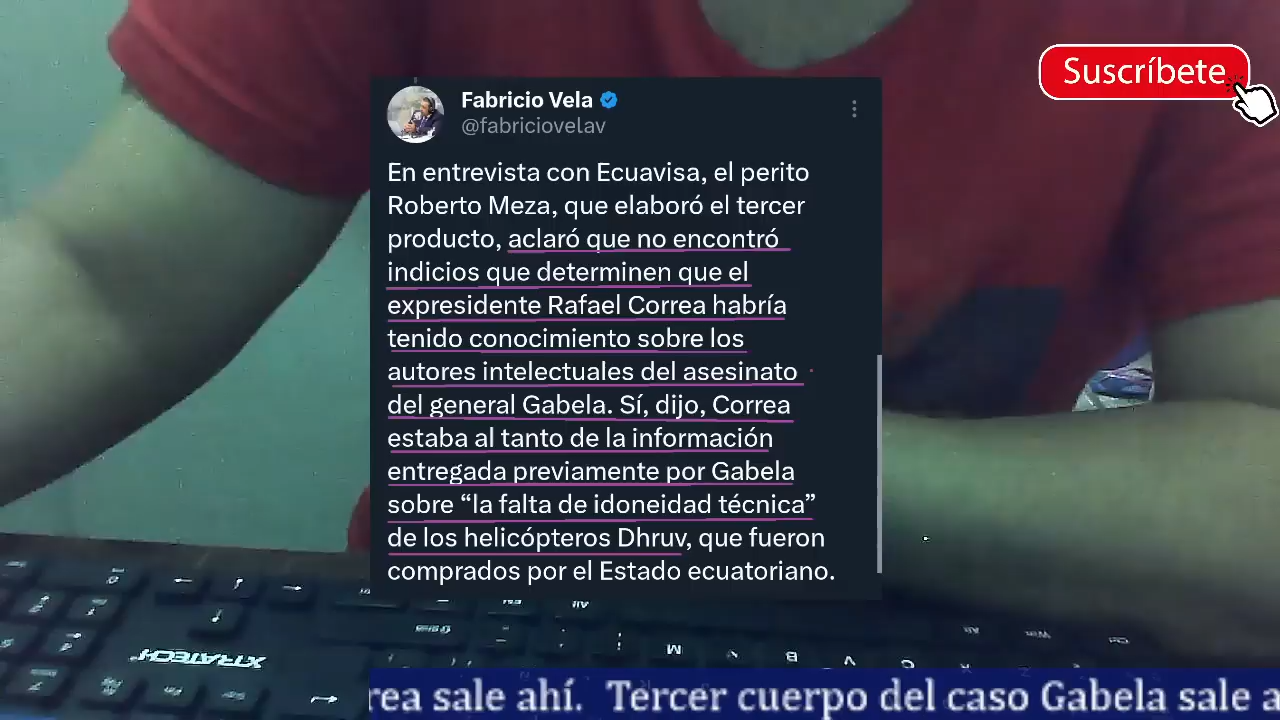 Suscríbete
Fabricio Vela
@fabriciovelav
En entrevista con Ecuavisa, el perito
Roberto Meza, que elaboró el tercer
producto, aclaró que no encontró
indicios que determinen que el
expresidente Rafael Correa habría
tenido conocimiento sobre los
autores intelectuales del asesinato
del general Gabela. Sí, dijo, Correa
estaba al tanto de la información
entregada previamente por Gabela
sobre “la falta de idoneidad técnica”
de los helicópteros Dhruv, que fueron
comprados por el Estado ecuatoriano.
XTRATECH
rea sale ahí. Tercer cuerpo del caso Gabela sale a